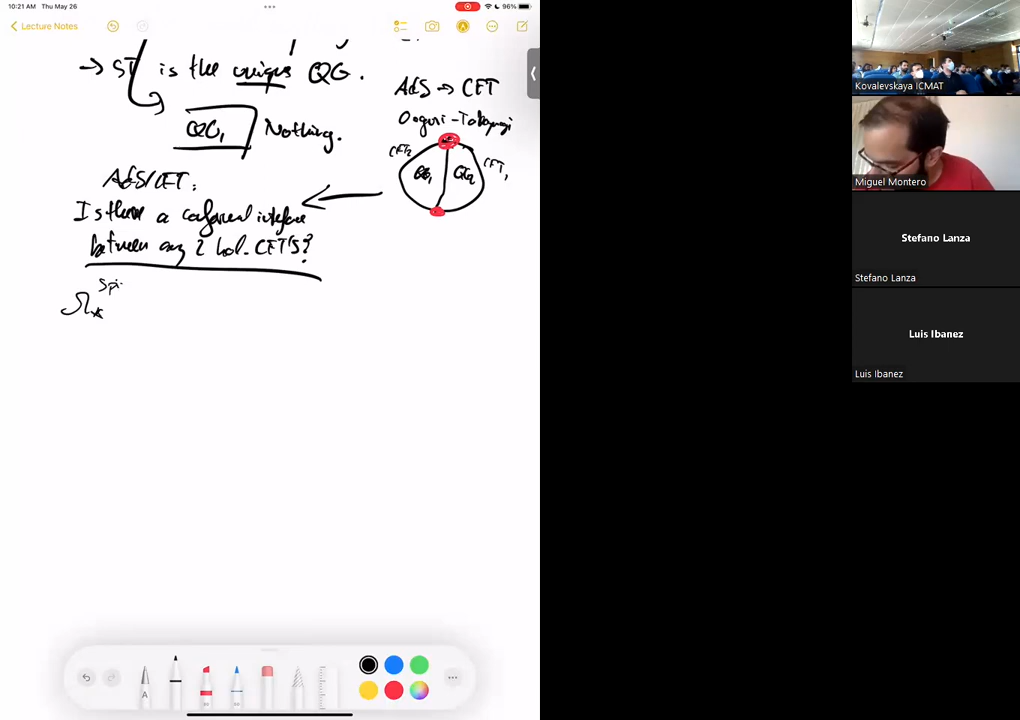 10:21 AM Thu May 26
96%
Lecture Notes
→ ST is the unique QG.
QG₁ Nothing.
AdS → CFT
Ooguri-Takayanagi
CFT₂
CFT₁
QG₁
QG₂
AdS/CFT:
Is there a conformal interface
between any 2 hol. CFT's?
Ω
Spi
A
Kovalevskaya ICMAT
Miguel Montero
Stefano Lanza
Stefano Lanza
Luis Ibanez
Luis Ibanez